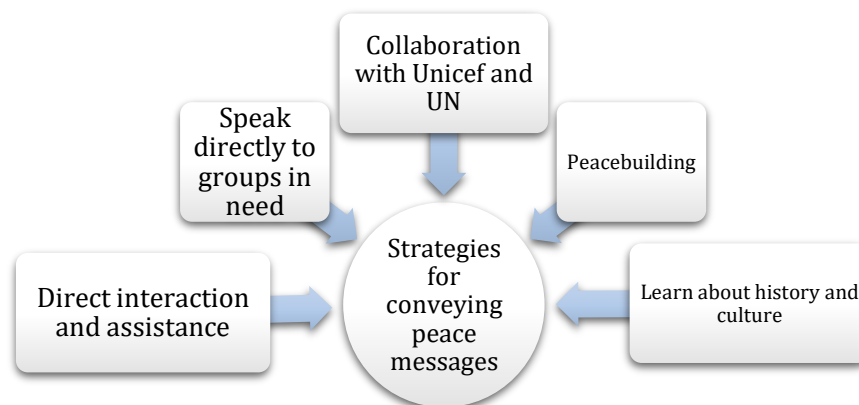 Collaboration
with Unicef and
UN
Speak
directly to
groups in
need
Peacebuilding
Direct interaction
and assistance
Strategies
for
conveying
peace
messages
Learn about history and
culture